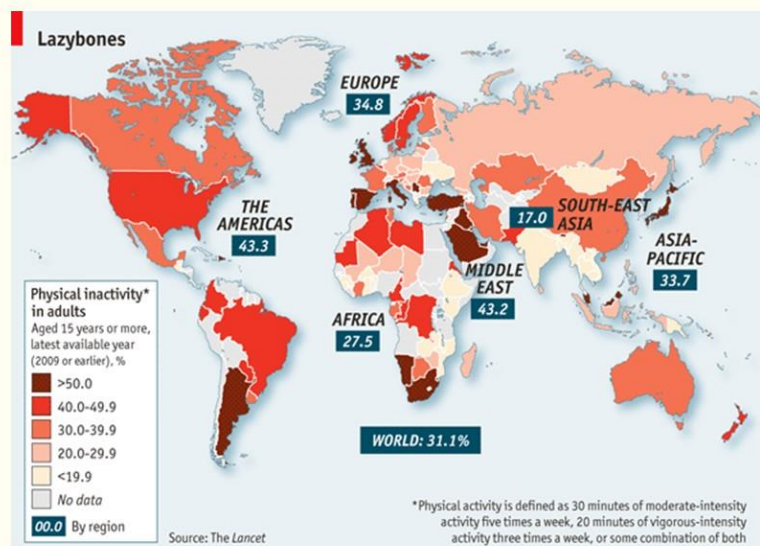 Lazybones
EUROPE
34.8
THE
AMERICAS
43.3
17.0
SOUTH-EAST
ASIA
ASIA-
PACIFIC
33.7
MIDDLE
EAST
43.2
AFRICA
27.5
WORLD: 31.1%
Physical inactivity*
in adults
Aged 15 years or more,
latest available year
(2009 or earlier), %
>50.0
40.0-49.9
30.0-39.9
20.0-29.9
<19.9
No data
00.0 By region
Source: The Lancet
*Physical activity is defined as 30 minutes of moderate-intensity
activity five times a week, 20 minutes of vigorous-intensity
activity three times a week, or some combination of both